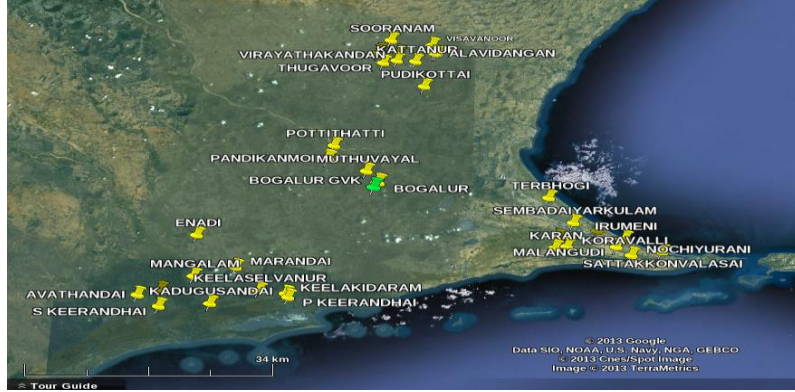 SOORANAM
VISAVANOOR
KATTANUR
VIRAYATHAKANDAN
ALAVIDANGAN
THUGAVOOR
PUDIKOTTAI
POTTITHATTI
PANDIKANMOI
MUTHUVAYAL
BOGALUR GVK
BOGALUR
TERBHOGI
SEMBADAIYARKULAM
ENADI
IRUMENI
KARAN
KORAVALLI
MALANGUDI
NOCHIYURANI
SATTAKKONVALASAI
MANGALAM
MARANDAI
KEELASELVANUR
AVATHANDAI
KADUGUSANDAI
KEELAKIDARAM
S KEERANDHAI
P KEERANDHAI
34 km
© 2013 Google
Data SIO, NOAA, U.S. Navy, NGA, GEBCO
© 2013 Cnes/Spot Image
Image © 2013 TerraMetrics
Tour Guide